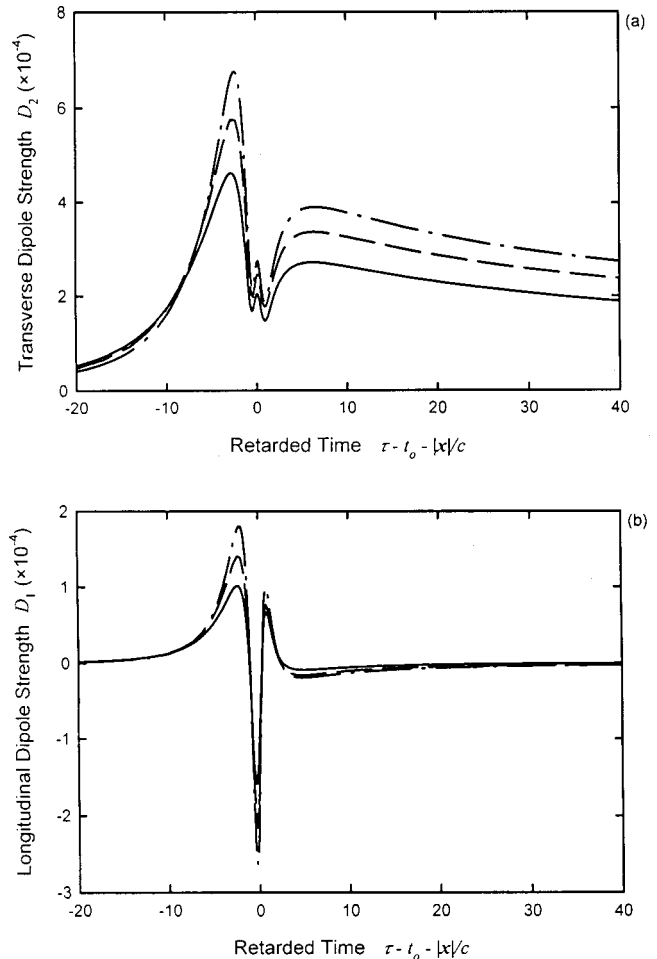 (a)
Transverse Dipole Strength D₂ (×10⁻⁴)
8
6
4
2
0
-20 -10 0 10 20 30 40
Retarded Time τ - tₒ - |x|/c
(b)
Longitudinal Dipole Strength D₁ (×10⁻⁴)
2
1
0
-1
-2
-3
-20 -10 0 10 20 30 40
Retarded Time τ - tₒ - |x|/c